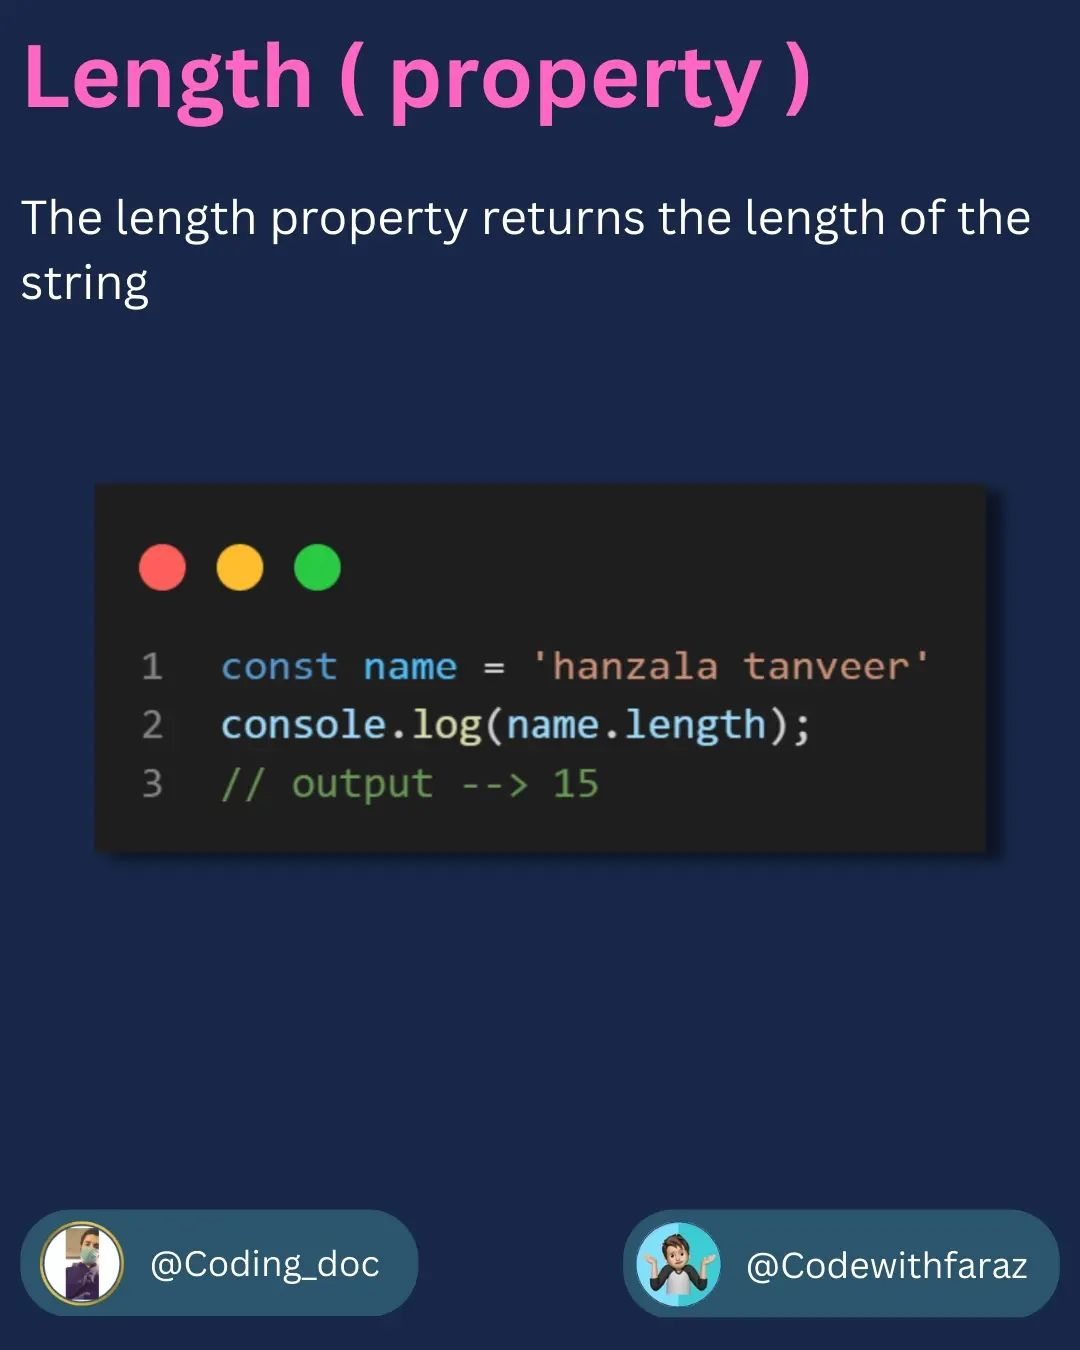 Length ( property )
The length property returns the length of the
string
1 const name = 'hanzala tanveer'
2 console.log(name.length);
3 // output --> 15
@Coding_doc
@Codewithfaraz